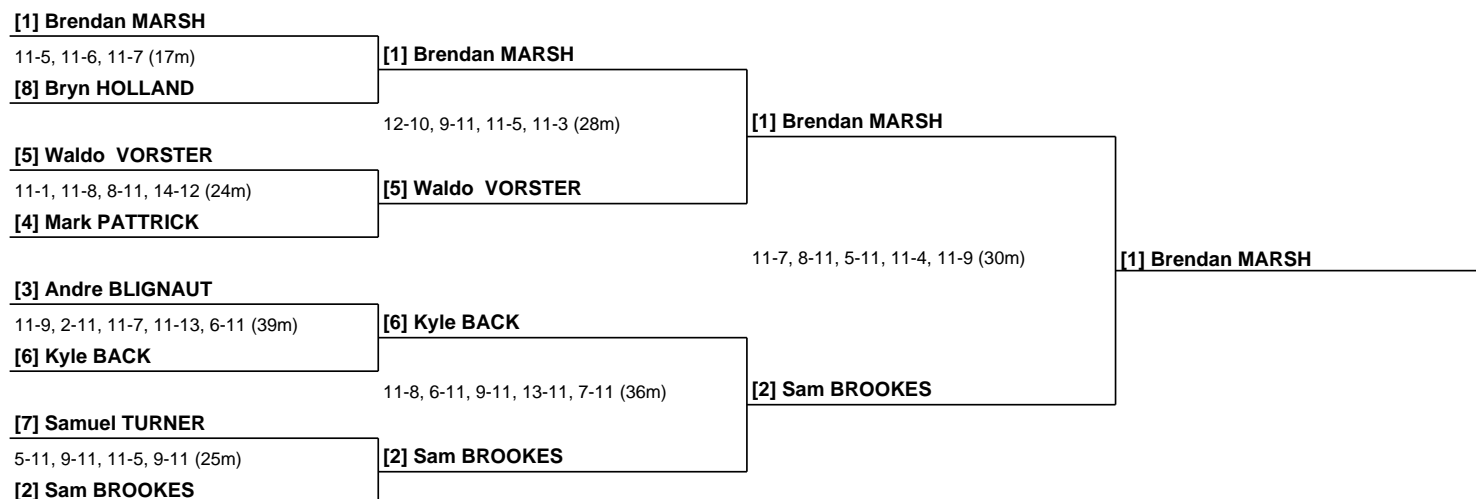 [1] Brendan MARSH
11-5, 11-6, 11-7 (17m)
[8] Bryn HOLLAND
[5] Waldo  VORSTER
11-1, 11-8, 8-11, 14-12 (24m)
[4] Mark PATTRICK
[3] Andre BLIGNAUT
11-9, 2-11, 11-7, 11-13, 6-11 (39m)
[6] Kyle BACK
[7] Samuel TURNER
5-11, 9-11, 11-5, 9-11 (25m)
[2] Sam BROOKES
[1] Brendan MARSH
12-10, 9-11, 11-5, 11-3 (28m)
[5] Waldo  VORSTER
[6] Kyle BACK
11-8, 6-11, 9-11, 13-11, 7-11 (36m)
[2] Sam BROOKES
[1] Brendan MARSH
11-7, 8-11, 5-11, 11-4, 11-9 (30m)
[2] Sam BROOKES
[1] Brendan MARSH